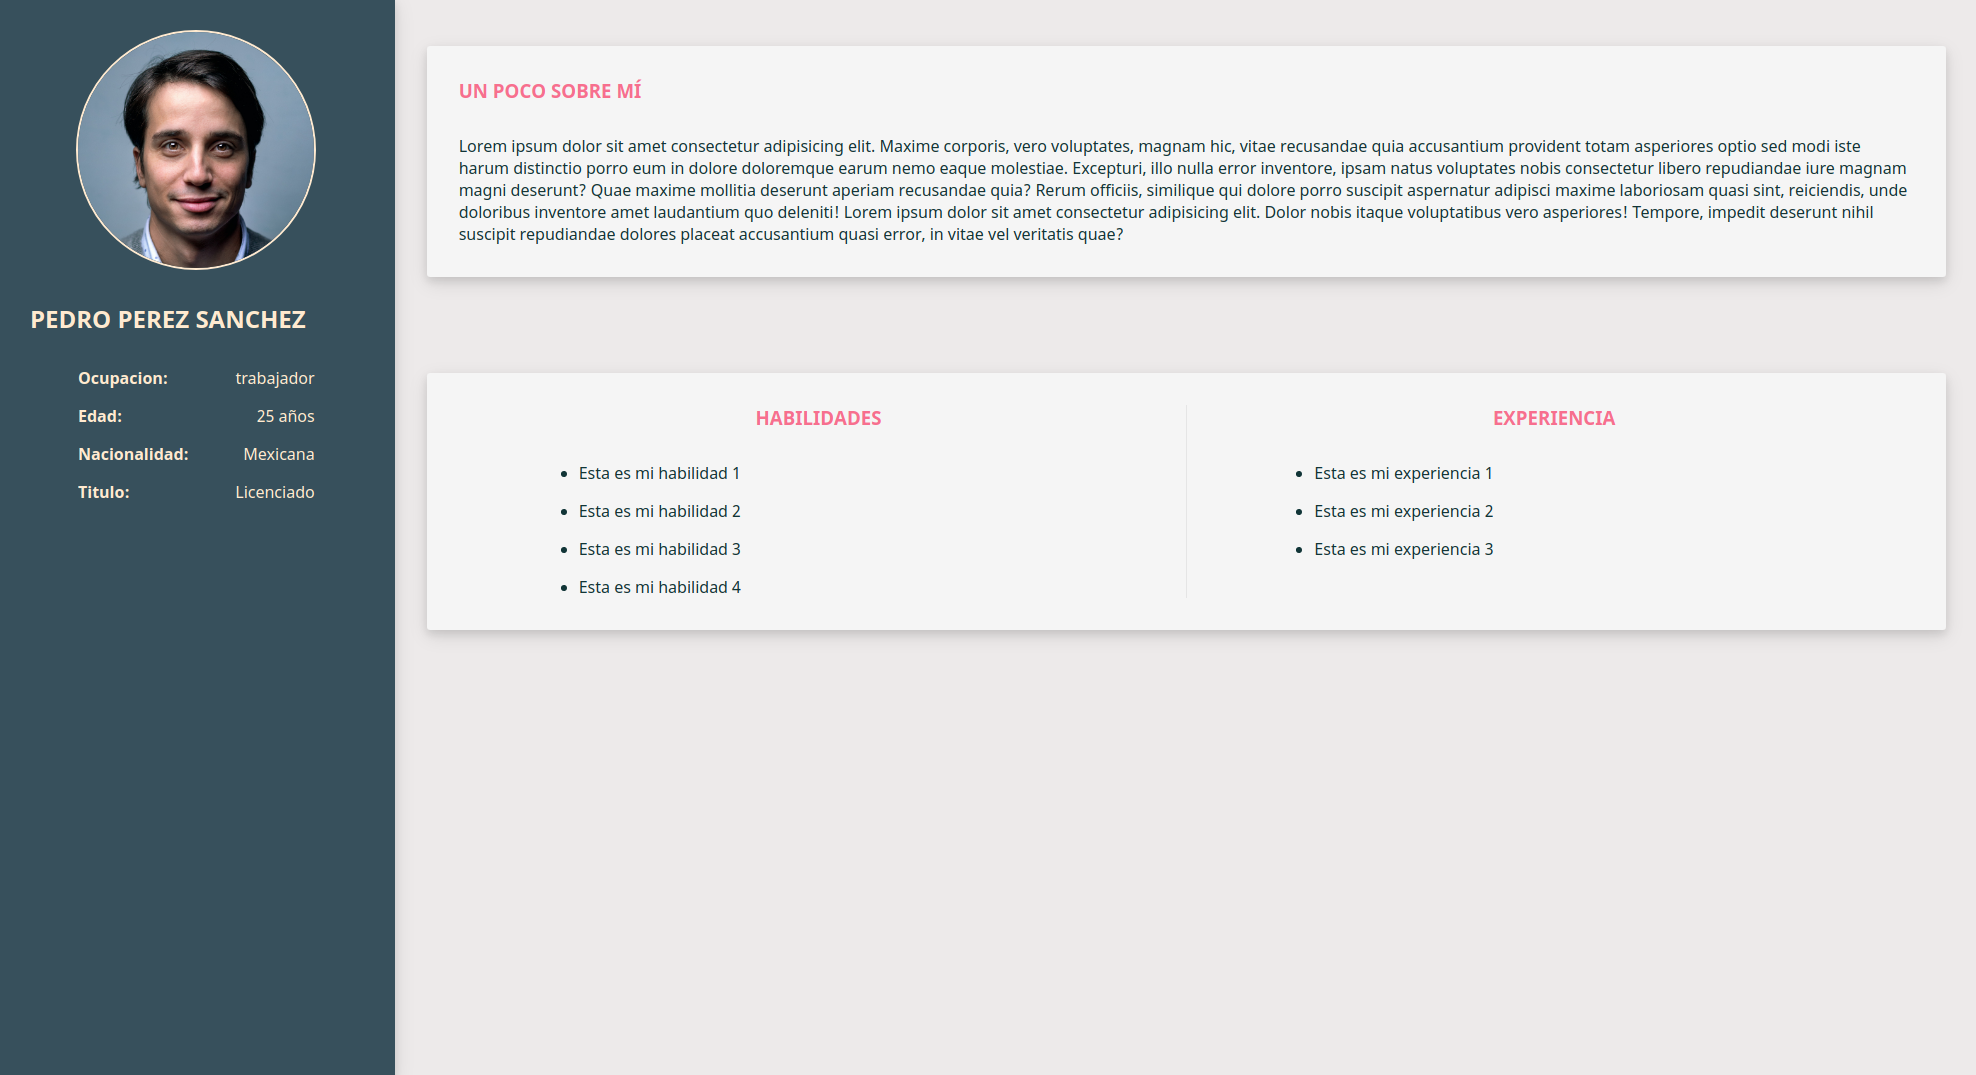 PEDRO PEREZ SANCHEZ
Ocupacion: trabajador
Edad: 25 años
Nacionalidad: Mexicana
Titulo: Licenciado
UN POCO SOBRE MÍ
Lorem ipsum dolor sit amet consectetur adipisicing elit. Maxime corporis, vero voluptates, magnam hic, vitae recusandae quia accusantium provident totam asperiores optio sed modi iste
harum distinctio porro eum in dolore doloremque earum nemo eaque molestiae. Excepturi, illo nulla error inventore, ipsam natus voluptates nobis consectetur libero repudiandae iure magnam
magni deserunt? Quae maxime mollitia deserunt aperiam recusandae quia? Rerum officiis, similique qui dolore porro suscipit aspernatur adipisci maxime laboriosam quasi sint, reiciendis, unde
doloribus inventore amet laudantium quo deleniti! Lorem ipsum dolor sit amet consectetur adipisicing elit. Dolor nobis itaque voluptatibus vero asperiores! Tempore, impedit deserunt nihil
suscipit repudiandae dolores placeat accusantium quasi error, in vitae vel veritatis quae?
HABILIDADES
• Esta es mi habilidad 1
• Esta es mi habilidad 2
• Esta es mi habilidad 3
• Esta es mi habilidad 4
EXPERIENCIA
• Esta es mi experiencia 1
• Esta es mi experiencia 2
• Esta es mi experiencia 3